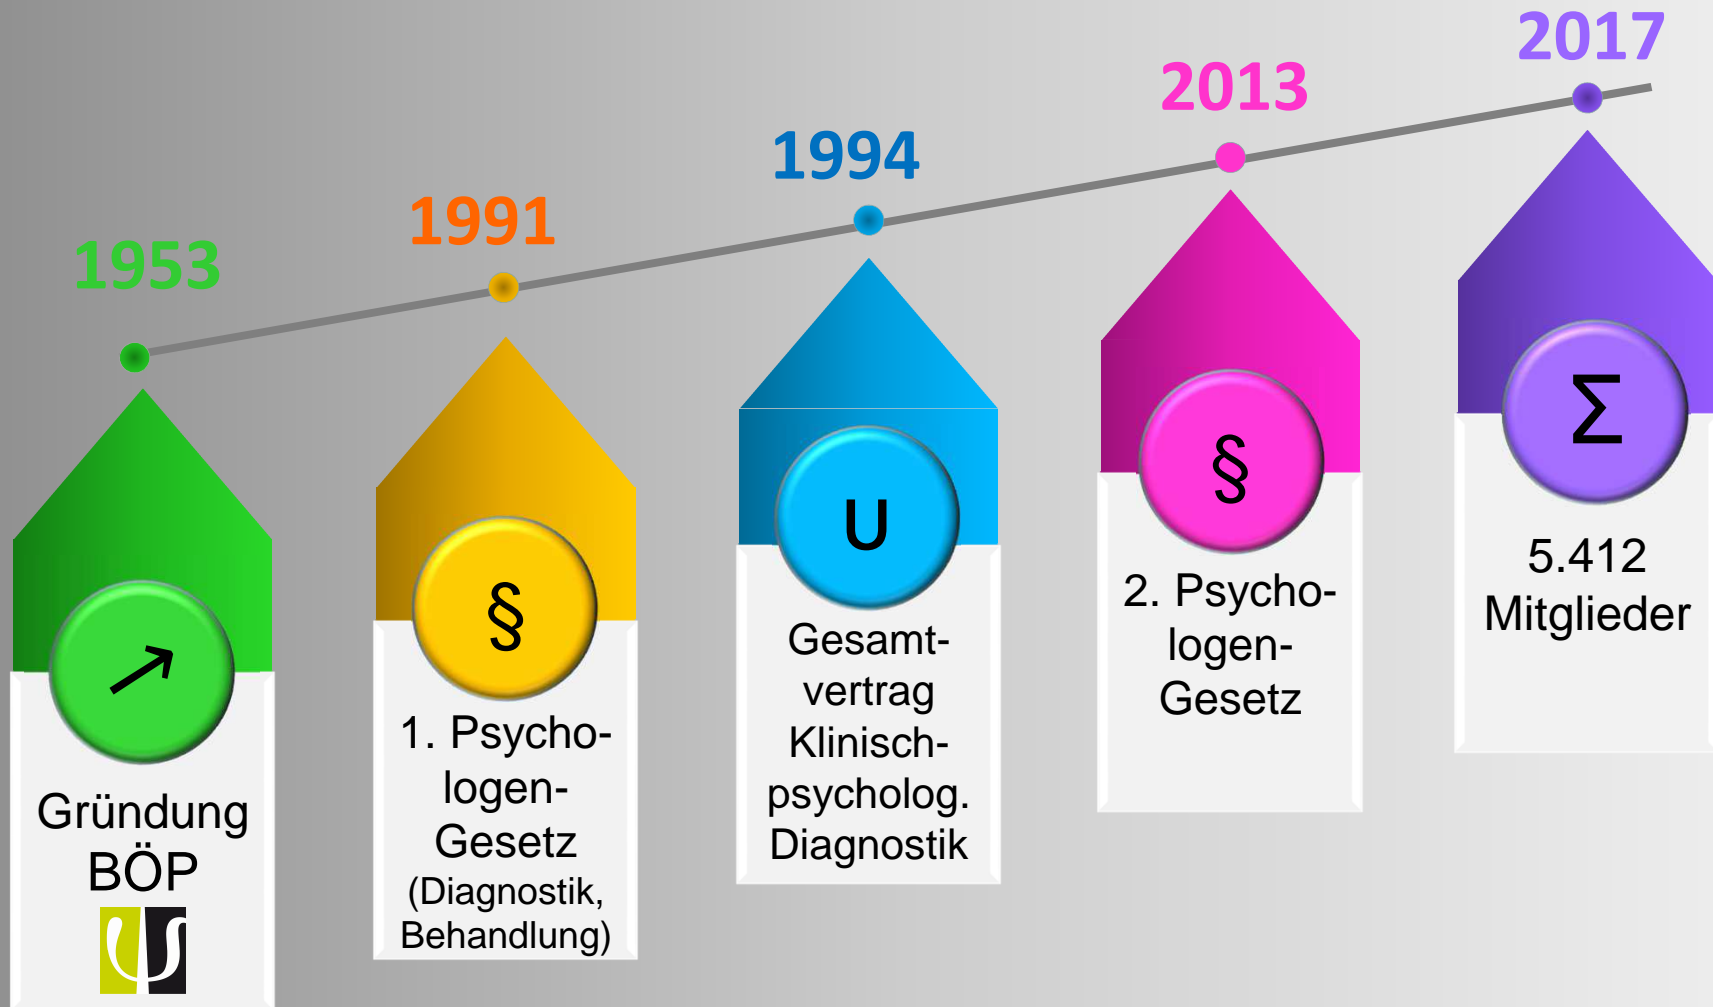 1953
↗
Gründung
BÖP
1991
§
1. Psycho-
logen-
Gesetz
(Diagnostik,
Behandlung)
1994
∪
Gesamt-
vertrag
Klinisch-
psycholog.
Diagnostik
2013
§
2. Psycho-
logen-
Gesetz
2017
Σ
5.412
Mitglieder